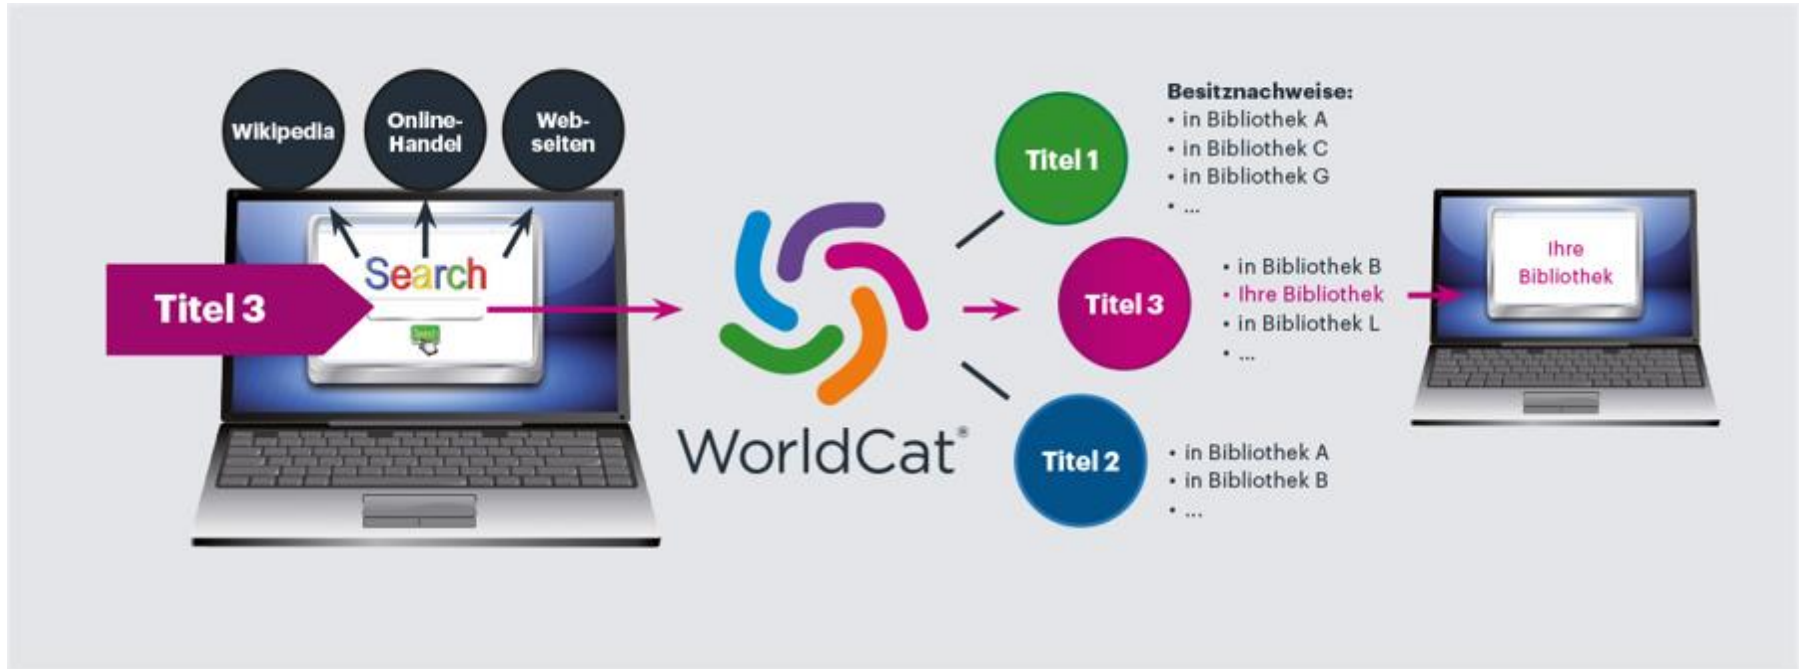 Wikipedia
Online-
Handel
Web-
seiten
Search
Titel 3
WorldCat®
Titel 1
Besitznachweise:
• in Bibliothek A
• in Bibliothek C
• in Bibliothek G
• ...
Titel 3
• in Bibliothek B
• Ihre Bibliothek
• in Bibliothek L
• ...
Titel 2
• in Bibliothek A
• in Bibliothek B
• ...
Ihre
Bibliothek